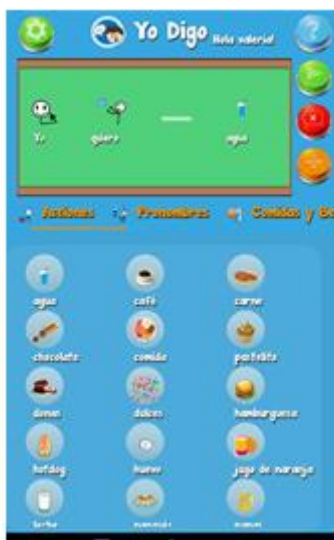 Yo Digo Hola valeria!
Yo quiero agua
Acciones Pronombres Comidas y Be
agua café carne
chocolate comida pastelito
donas dulces hamburguesa
hotdog huevo jugo de naranja
leche